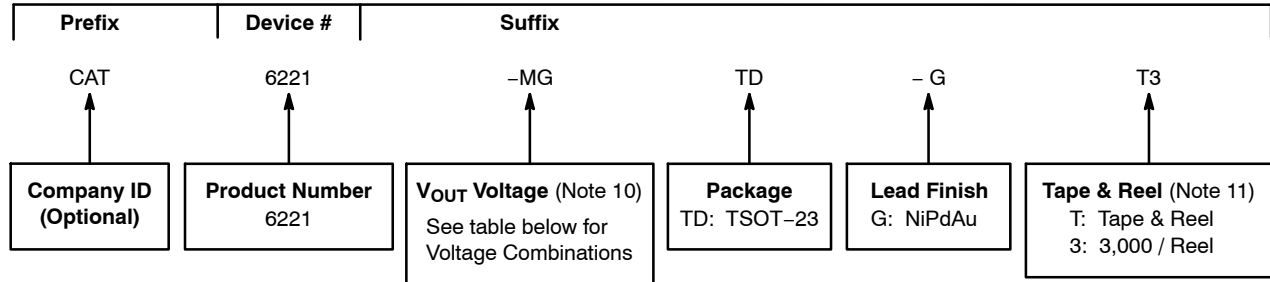 Prefix Device # Suffix
CAT 6221 –MG TD – G T3
Company ID
(Optional)
Product Number
6221
VOUT Voltage (Note 10)
See table below for
Voltage Combinations
Package
TD: TSOT–23
Lead Finish
G: NiPdAu
Tape & Reel (Note 11)
T: Tape & Reel
3: 3,000 / Reel